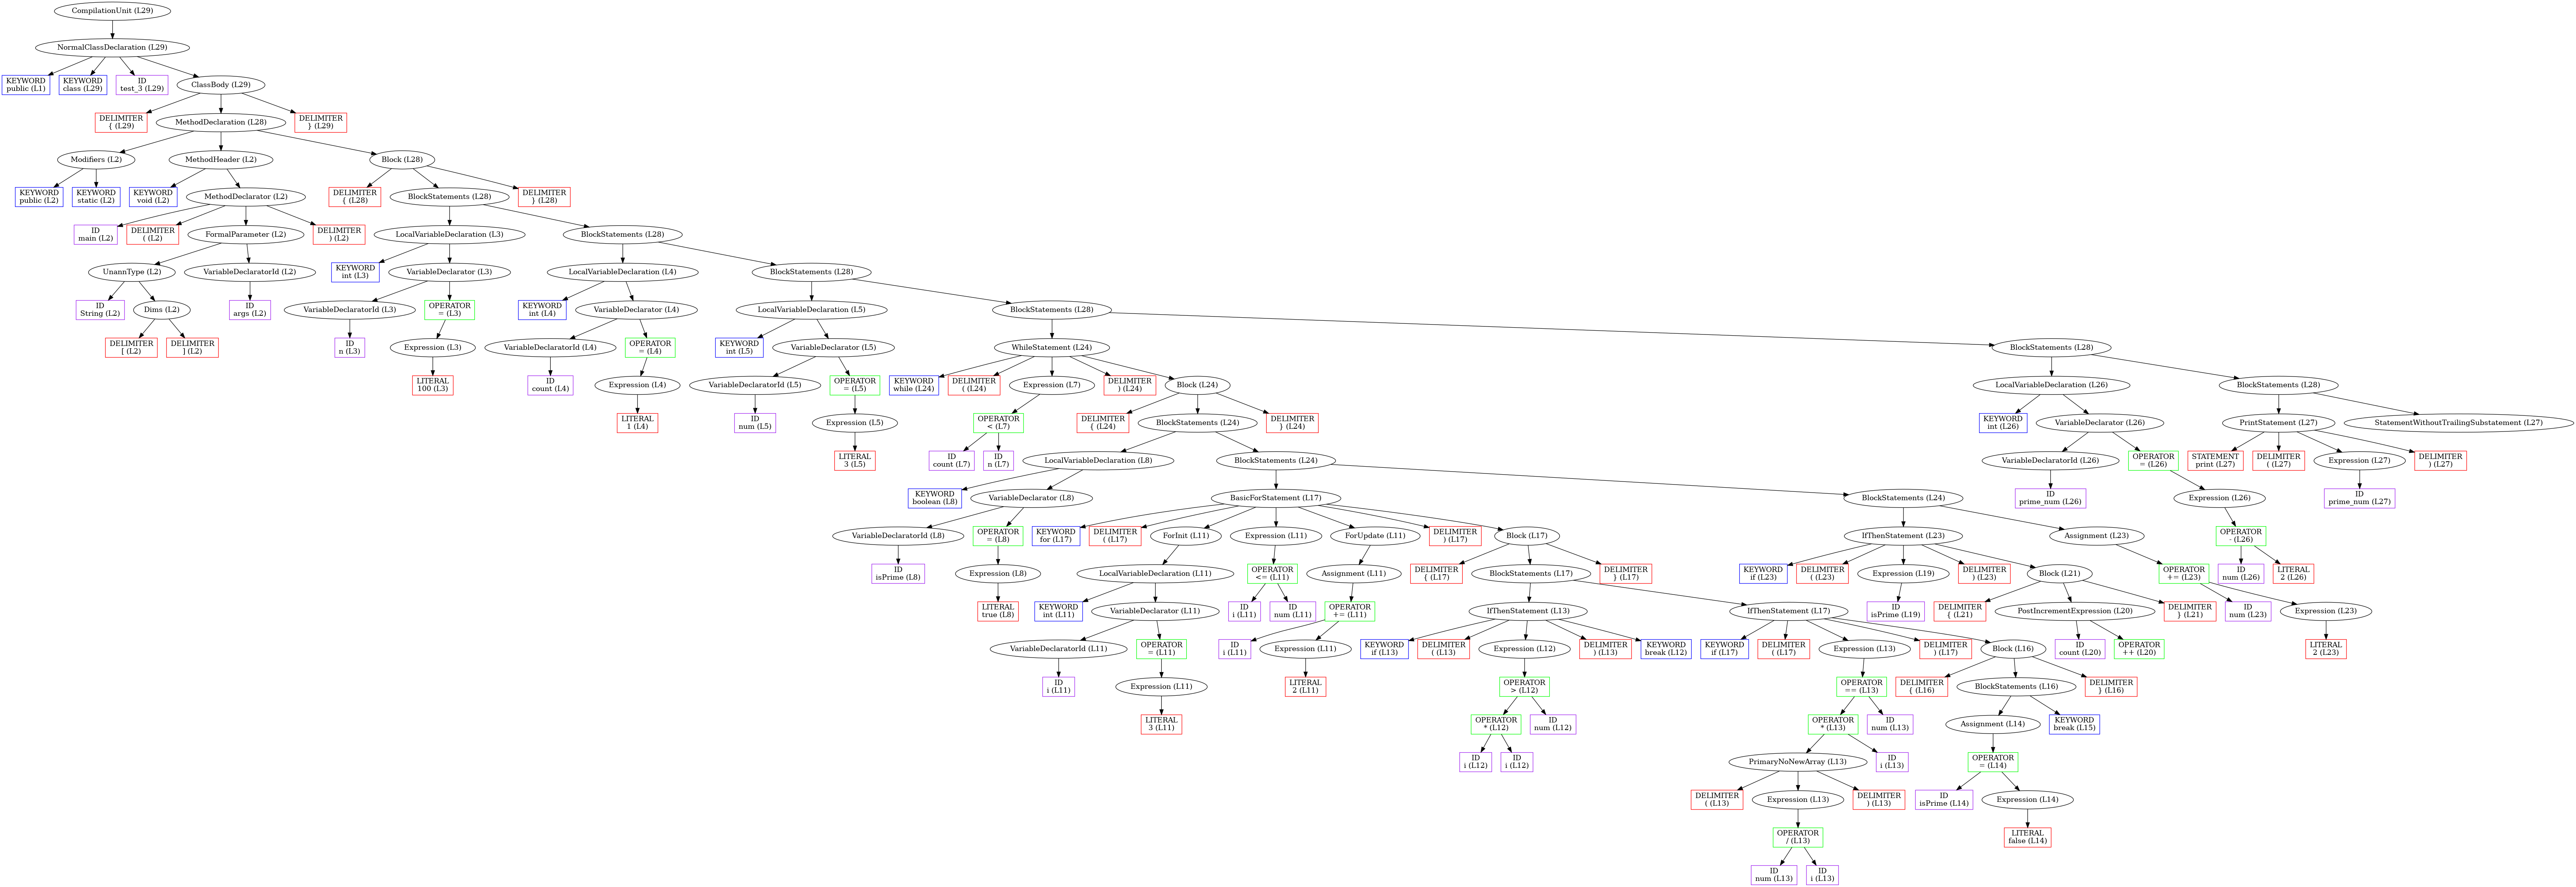 CompilationUnit (L29)
NormalClassDeclaration (L29)
KEYWORD
public (L1)
KEYWORD
class (L29)
ID
test_3 (L29)
ClassBody (L29)
DELIMITER
{ (L29)
MethodDeclaration (L28)
DELIMITER
} (L29)
Modifiers (L2)
MethodHeader (L2)
Block (L28)
KEYWORD
public (L2)
KEYWORD
static (L2)
KEYWORD
void (L2)
MethodDeclarator (L2)
DELIMITER
{ (L28)
BlockStatements (L28)
DELIMITER
} (L28)
ID
main (L2)
DELIMITER
( (L2)
FormalParameter (L2)
DELIMITER
) (L2)
LocalVariableDeclaration (L3)
BlockStatements (L28)
UnannType (L2)
VariableDeclaratorId (L2)
KEYWORD
int (L3)
VariableDeclarator (L3)
LocalVariableDeclaration (L4)
BlockStatements (L28)
ID
String (L2)
Dims (L2)
ID
args (L2)
VariableDeclaratorId (L3)
OPERATOR
= (L3)
KEYWORD
int (L4)
VariableDeclarator (L4)
LocalVariableDeclaration (L5)
BlockStatements (L28)
DELIMITER
[ (L2)
DELIMITER
] (L2)
ID
n (L3)
Expression (L3)
VariableDeclaratorId (L4)
OPERATOR
= (L4)
KEYWORD
int (L5)
VariableDeclarator (L5)
WhileStatement (L24)
BlockStatements (L28)
LITERAL
100 (L3)
ID
count (L4)
Expression (L4)
VariableDeclaratorId (L5)
OPERATOR
= (L5)
KEYWORD
while (L24)
DELIMITER
( (L24)
Expression (L7)
DELIMITER
) (L24)
Block (L24)
LocalVariableDeclaration (L26)
BlockStatements (L28)
LITERAL
1 (L4)
ID
num (L5)
Expression (L5)
OPERATOR
< (L7)
DELIMITER
{ (L24)
BlockStatements (L24)
DELIMITER
} (L24)
KEYWORD
int (L26)
VariableDeclarator (L26)
PrintStatement (L27)
StatementWithoutTrailingSubstatement (L27)
LITERAL
3 (L5)
ID
count (L7)
ID
n (L7)
LocalVariableDeclaration (L8)
BlockStatements (L24)
VariableDeclaratorId (L26)
OPERATOR
= (L26)
STATEMENT
print (L27)
DELIMITER
( (L27)
Expression (L27)
DELIMITER
) (L27)
KEYWORD
boolean (L8)
VariableDeclarator (L8)
BasicForStatement (L17)
BlockStatements (L24)
ID
prime_num (L26)
Expression (L26)
ID
prime_num (L27)
VariableDeclaratorId (L8)
OPERATOR
= (L8)
KEYWORD
for (L17)
DELIMITER
( (L17)
ForInit (L11)
Expression (L11)
ForUpdate (L11)
DELIMITER
) (L17)
Block (L17)
IfThenStatement (L23)
Assignment (L23)
OPERATOR
- (L26)
ID
isPrime (L8)
Expression (L8)
LocalVariableDeclaration (L11)
OPERATOR
<= (L11)
Assignment (L11)
DELIMITER
{ (L17)
BlockStatements (L17)
DELIMITER
} (L17)
KEYWORD
if (L23)
DELIMITER
( (L23)
Expression (L19)
DELIMITER
) (L23)
Block (L21)
OPERATOR
+= (L23)
ID
num (L26)
LITERAL
2 (L26)
LITERAL
true (L8)
KEYWORD
int (L11)
VariableDeclarator (L11)
ID
i (L11)
ID
num (L11)
OPERATOR
+= (L11)
IfThenStatement (L13)
IfThenStatement (L17)
ID
isPrime (L19)
DELIMITER
{ (L21)
PostIncrementExpression (L20)
DELIMITER
} (L21)
ID
num (L23)
Expression (L23)
VariableDeclaratorId (L11)
OPERATOR
= (L11)
ID
i (L11)
Expression (L11)
KEYWORD
if (L13)
DELIMITER
( (L13)
Expression (L12)
DELIMITER
) (L13)
KEYWORD
break (L12)
KEYWORD
if (L17)
DELIMITER
( (L17)
Expression (L13)
DELIMITER
) (L17)
Block (L16)
ID
count (L20)
OPERATOR
++ (L20)
LITERAL
2 (L23)
ID
i (L11)
Expression (L11)
LITERAL
2 (L11)
OPERATOR
> (L12)
OPERATOR
== (L13)
DELIMITER
{ (L16)
BlockStatements (L16)
DELIMITER
} (L16)
LITERAL
3 (L11)
OPERATOR
* (L12)
ID
num (L12)
OPERATOR
* (L13)
ID
num (L13)
Assignment (L14)
KEYWORD
break (L15)
ID
i (L12)
ID
i (L12)
PrimaryNoNewArray (L13)
ID
i (L13)
OPERATOR
= (L14)
DELIMITER
( (L13)
Expression (L13)
DELIMITER
) (L13)
ID
isPrime (L14)
Expression (L14)
OPERATOR
/ (L13)
LITERAL
false (L14)
ID
num (L13)
ID
i (L13)